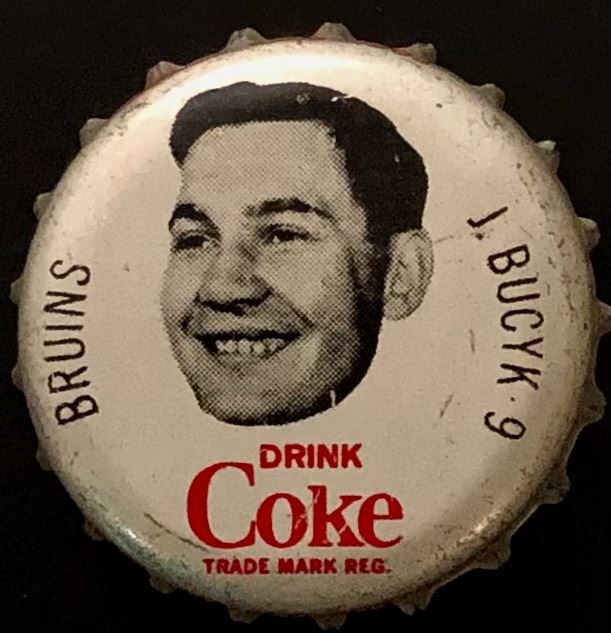 BRUINS
J. BUCYK · 9
DRINK
Coke
TRADE MARK REG.